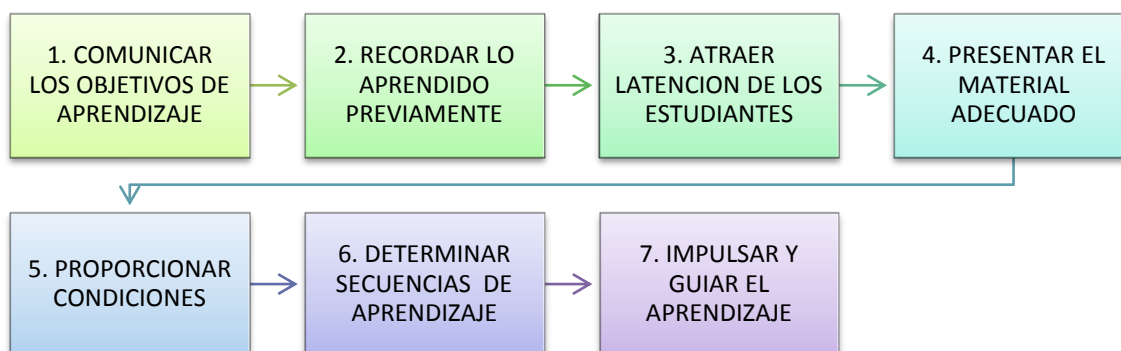 1. COMUNICAR
LOS OBJETIVOS DE
APRENDIZAJE
2. RECORDAR LO
APRENDIDO
PREVIAMENTE
3. ATRAER
LATENCION DE LOS
ESTUDIANTES
4. PRESENTAR EL
MATERIAL
ADECUADO
5. PROPORCIONAR
CONDICIONES
6. DETERMINAR
SECUENCIAS DE
APRENDIZAJE
7. IMPULSAR Y
GUIAR EL
APRENDIZAJE